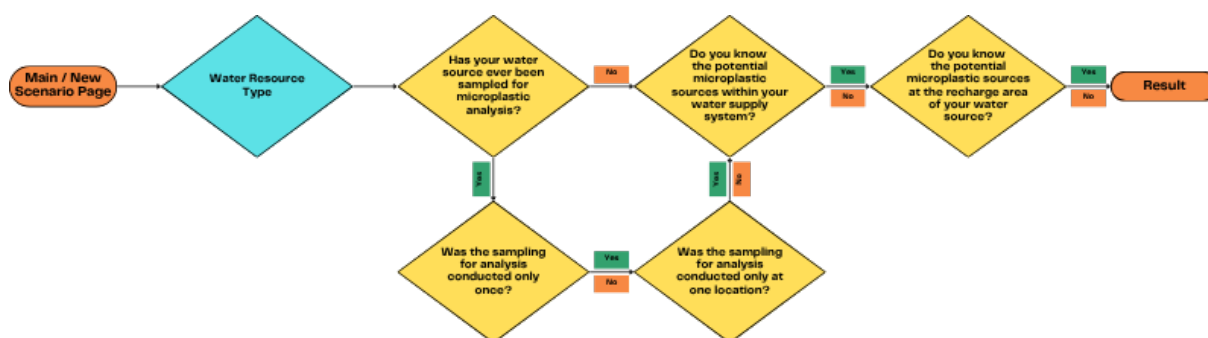 Main / New
Scenario Page
Water Resource
Type
Has your water
source ever been
sampled for
microplastic
analysis?
No
Do you know
the potential
microplastic
sources within your
water supply
system?
Yes
No
Do you know
the potential
microplastic sources
at the recharge area
of your water
source?
Yes
No
Result
Yes
Yes
No
Was the sampling
for analysis
conducted only
once?
Yes
No
Was the sampling
for analysis
conducted only at
one location?